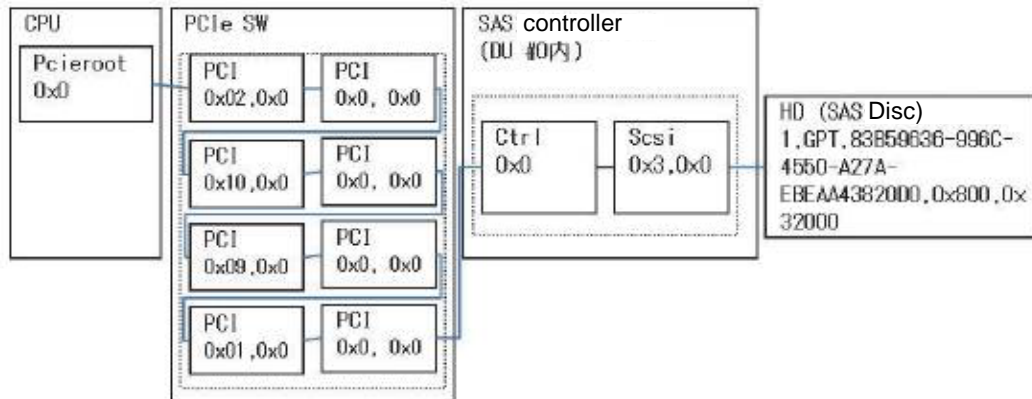 CPU
Pcieroot
0x0
PCIe SW
PCI
0x02,0x0
PCI
0x0, 0x0
PCI
0x10,0x0
PCI
0x0, 0x0
PCI
0x09,0x0
PCI
0x0, 0x0
PCI
0x01,0x0
PCI
0x0, 0x0
SAS controller
(DU 内)
Ctrl
0x0
Scsi
0x3,0x0
HD (SAS Disc)
1,GPT,83B59636-996C-
4550-A27A-
EBEAA4382000,0x800,0x
32000